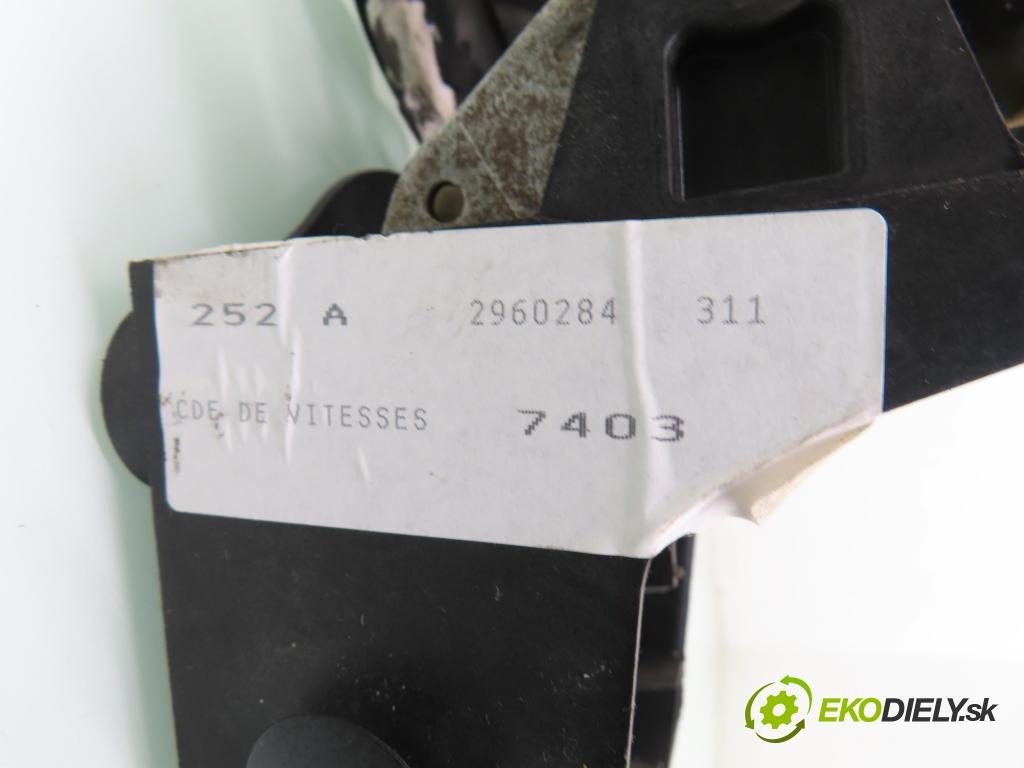 252 A 2960284 311
CDE DE VITESSES 7403
EKODIELY.sk